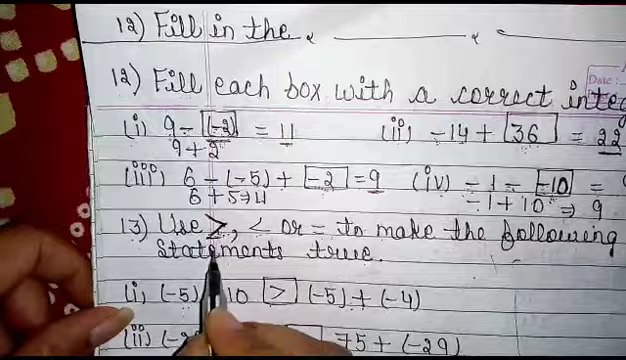 12) Fill in the
12) Fill each box with a correct integ
(i) 9 - (-2) = 11 (ii) -14 + 36 = 22
9 + 2
(iii) 6 - (-5) + -2 = 9 (iv) -1 - -10 =
6 + 5 ⇒ 11 -1 + 10 ⇒ 9
13) Use >, < or = to make the following
statements true.
(i) (-5) 10 > (-5) + (-4)
(ii) 75 + (-29)